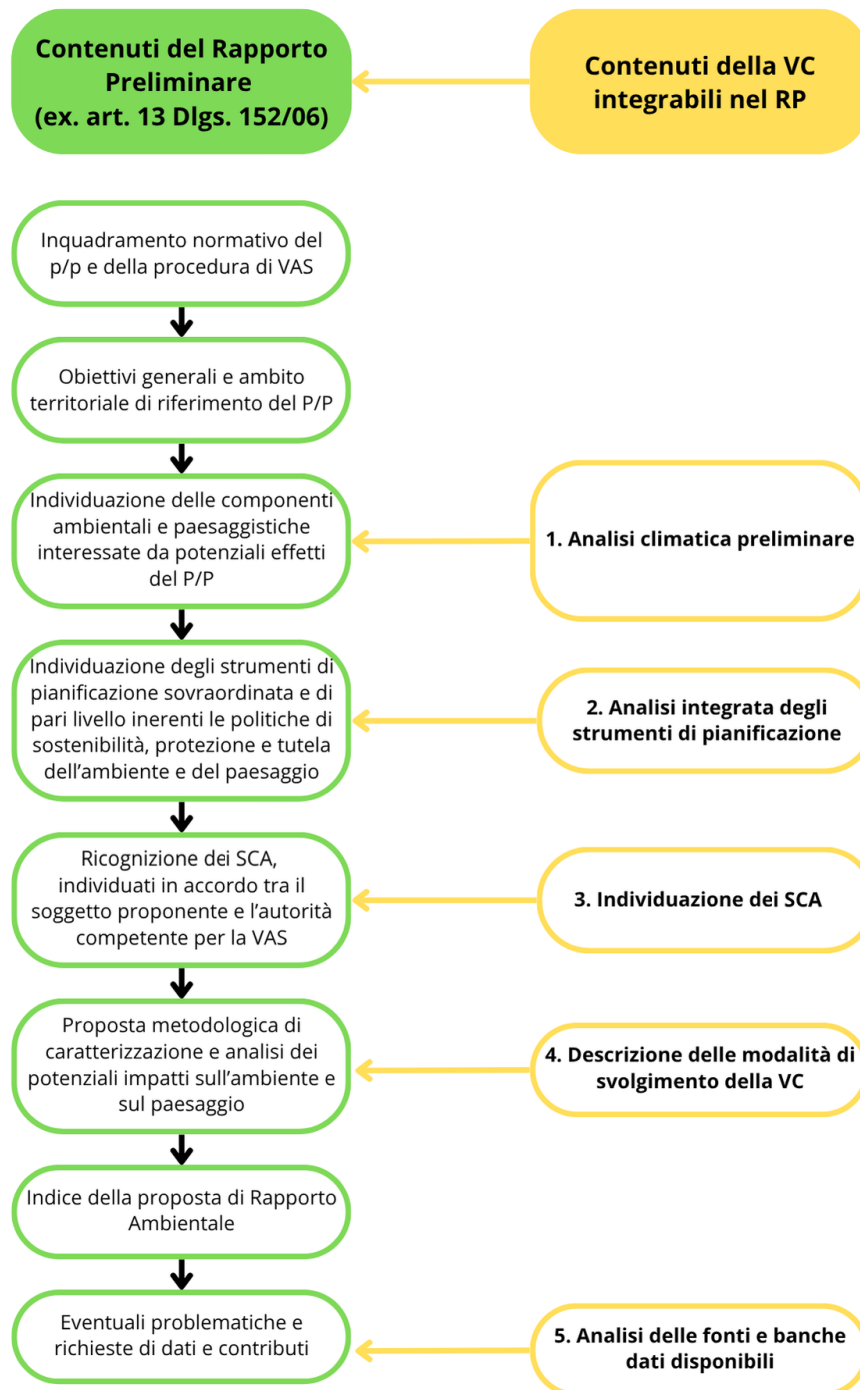 Contenuti del Rapporto
Preliminare
(ex. art. 13 Dlgs. 152/06)
Contenuti della VC
integrabili nel RP
Inquadramento normativo del
p/p e della procedura di VAS
Obiettivi generali e ambito
territoriale di riferimento del P/P
Individuazione delle componenti
ambientali e paesaggistiche
interessate da potenziali effetti
del P/P
1. Analisi climatica preliminare
Individuazione degli strumenti di
pianificazione sovraordinata e di
pari livello inerenti le politiche di
sostenibilità, protezione e tutela
dell'ambiente e del paesaggio
2. Analisi integrata degli
strumenti di pianificazione
Ricognizione dei SCA,
individuati in accordo tra il
soggetto proponente e l'autorità
competente per la VAS
3. Individuazione dei SCA
Proposta metodologica di
caratterizzazione e analisi dei
potenziali impatti sull'ambiente e
sul paesaggio
4. Descrizione delle modalità di
svolgimento della VC
Indice della proposta di Rapporto
Ambientale
Eventuali problematiche e
richieste di dati e contributi
5. Analisi delle fonti e banche
dati disponibili